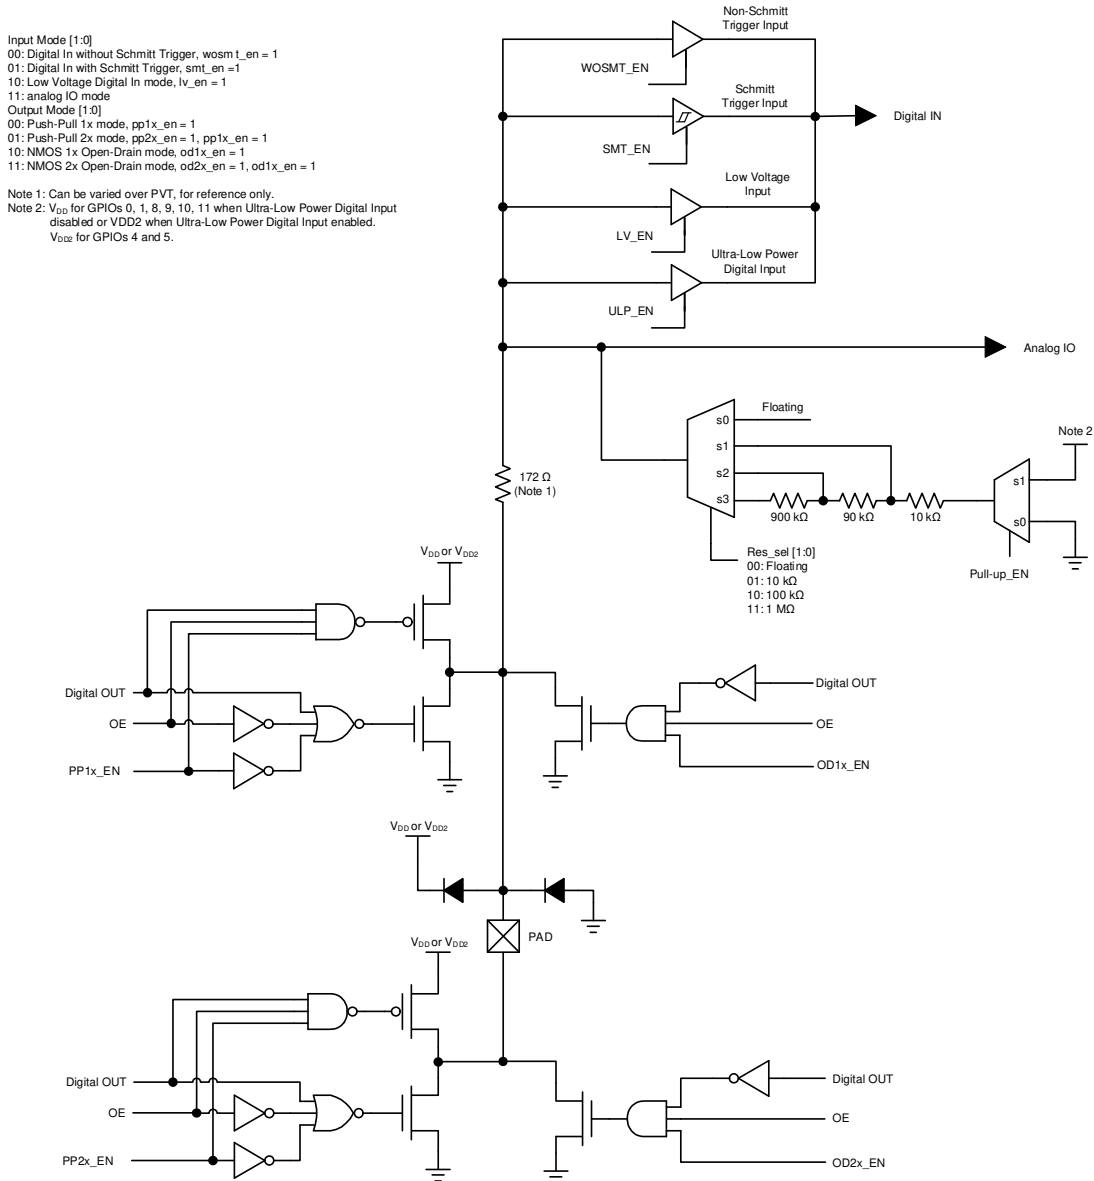 Input Mode [1:0]
00: Digital In without Schmitt Trigger, wosm t_en = 1
01: Digital In with Schmitt Trigger, smt_en =1
10: Low Voltage Digital In mode, lv_en = 1
11: analog IO mode
Output Mode [1:0]
00: Push-Pull 1x mode, pp1x_en = 1
01: Push-Pull 2x mode, pp2x_en = 1, pp1x_en = 1
10: NMOS 1x Open-Drain mode, od1x_en = 1
11: NMOS 2x Open-Drain mode, od2x_en = 1, od1x_en = 1
Note 1: Can be varied over PVT, for reference only.
Note 2: VDD for GPIOs 0, 1, 8, 9, 10, 11 when Ultra-Low Power Digital Input
disabled or VDD2 when Ultra-Low Power Digital Input enabled.
VDD2 for GPIOs 4 and 5.
Non-Schmitt
Trigger Input
WOSMT_EN
Schmitt
Trigger Input
Digital IN
SMT_EN
Low Voltage
Input
LV_EN
Ultra-Low Power
Digital Input
ULP_EN
Analog IO
Floating
s0
s1
s2
s3
900 kΩ
90 kΩ
10 kΩ
Note 2
s1
s0
Pull-up_EN
172 Ω
(Note 1)
Res_sel [1:0]
00: Floating
01: 10 kΩ
10: 100 kΩ
11: 1 MΩ
VDD or VDD2
Digital OUT
OE
PP1x_EN
Digital OUT
OE
OD1x_EN
VDD or VDD2
PAD
VDD or VDD2
Digital OUT
OE
PP2x_EN
Digital OUT
OE
OD2x_EN